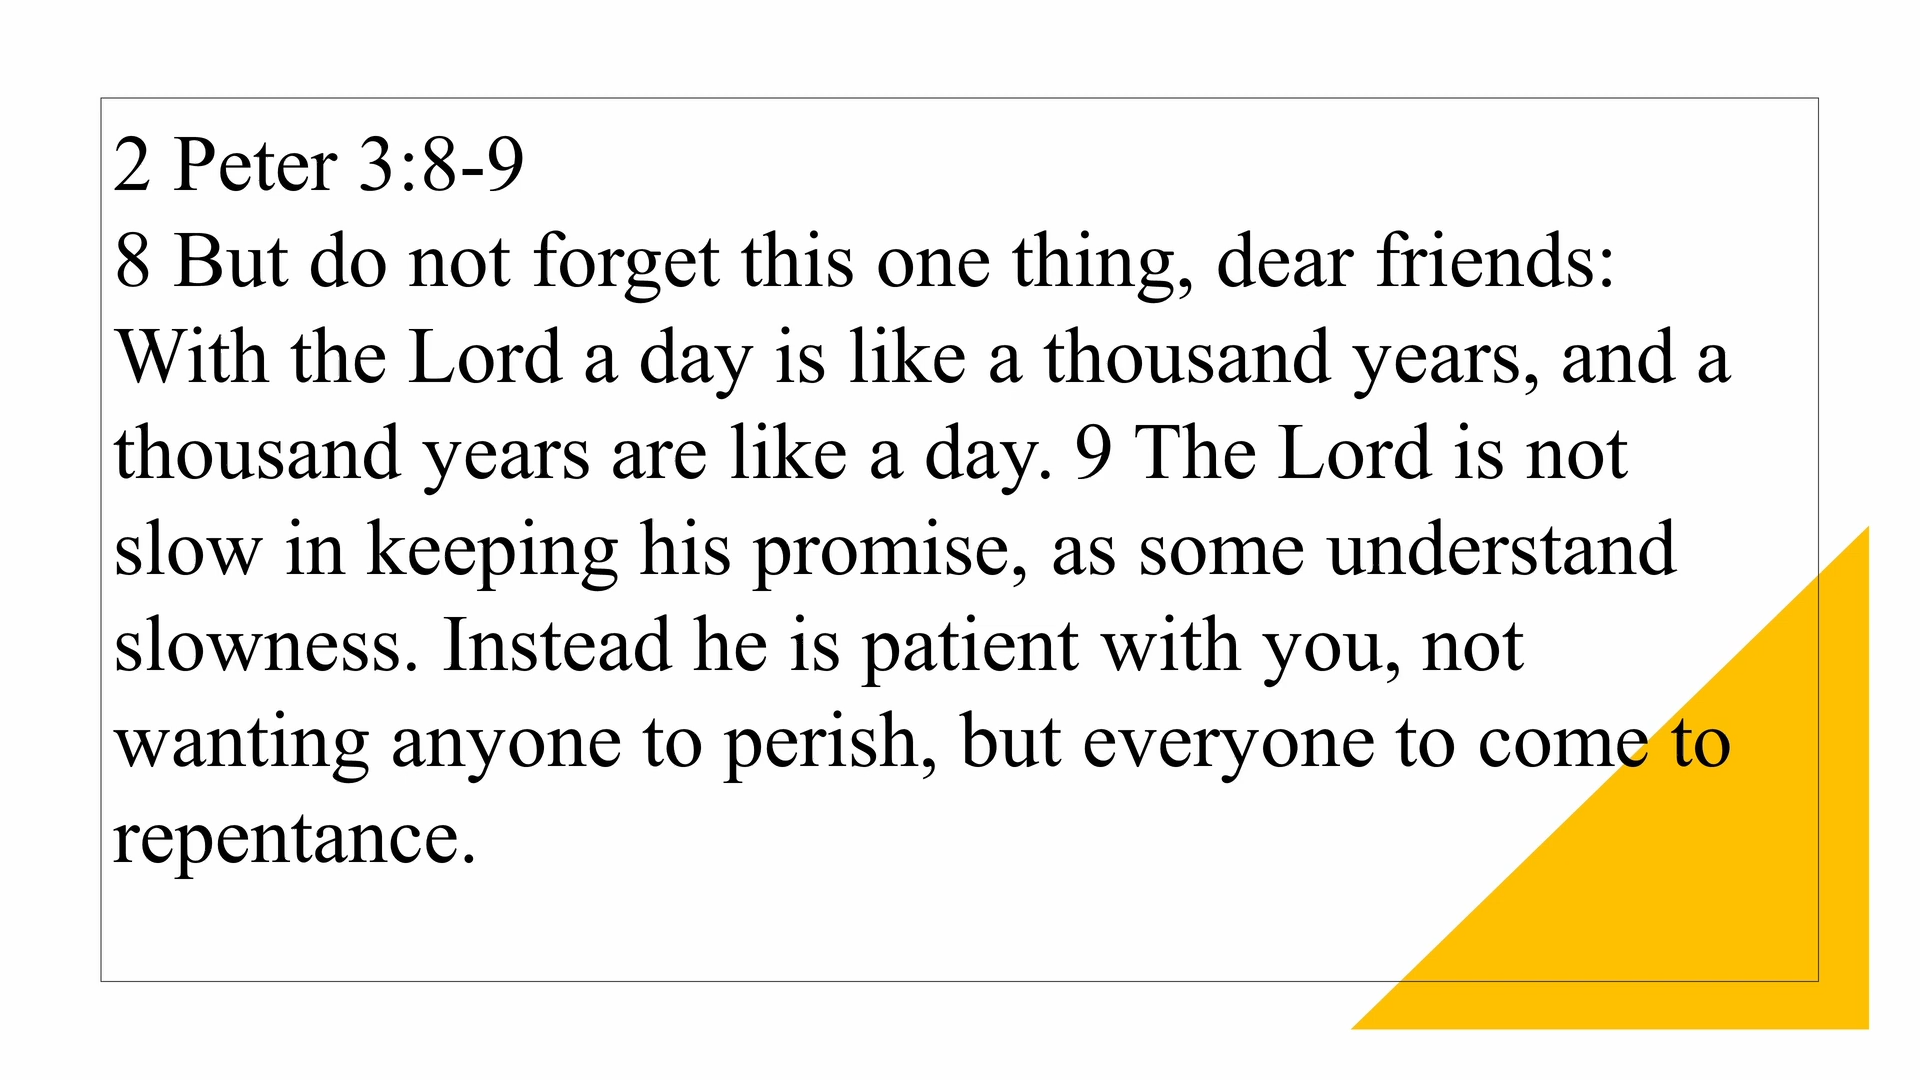 2 Peter 3:8-9
8 But do not forget this one thing, dear friends:
With the Lord a day is like a thousand years, and a
thousand years are like a day. 9 The Lord is not
slow in keeping his promise, as some understand
slowness. Instead he is patient with you, not
wanting anyone to perish, but everyone to come to
repentance.